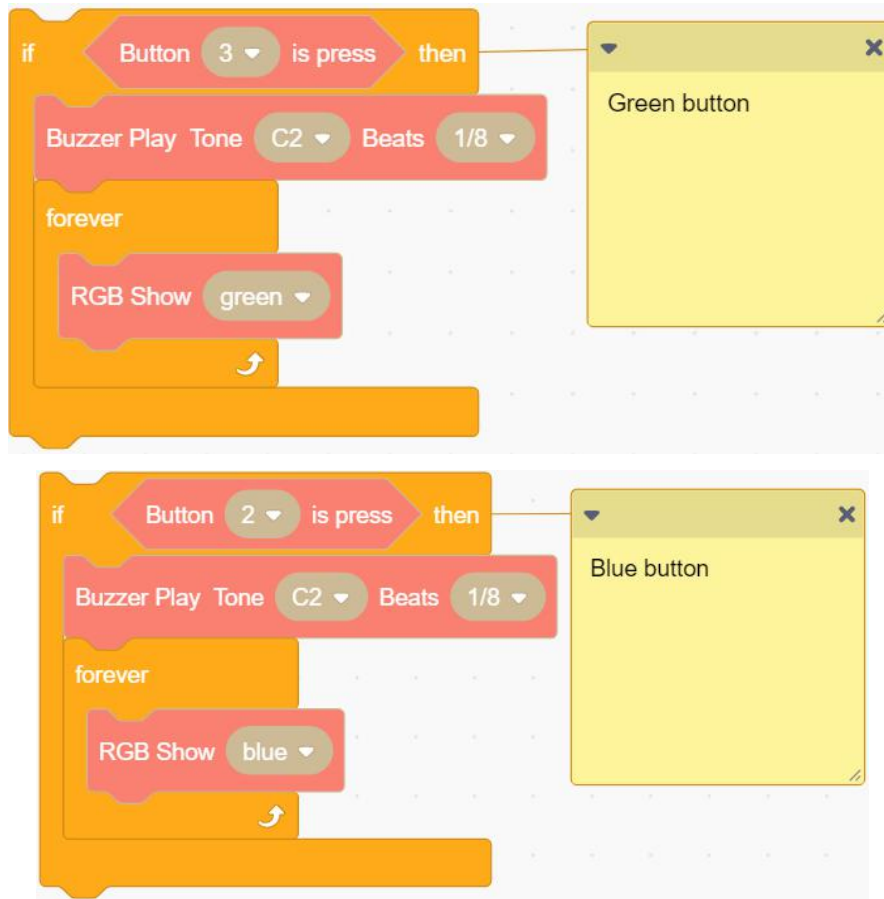 if Button 3 is press then
Green button
Buzzer Play Tone C2 Beats 1/8
forever
RGB Show green
if Button 2 is press then
Blue button
Buzzer Play Tone C2 Beats 1/8
forever
RGB Show blue